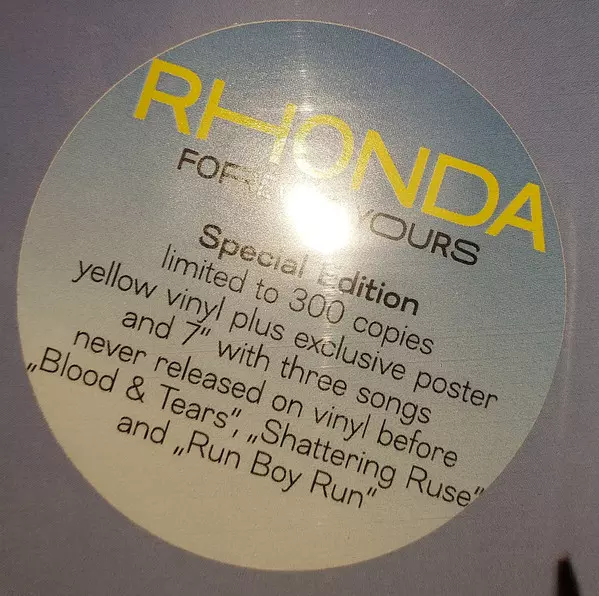 RHONDA
YOURS
Special Edition
limited to 300 copies
yellow vinyl plus exclusive poster
and 7" with three songs
never released on vinyl before
„Blood & Tears", „Shattering Ruse"
and „Run Boy Run"